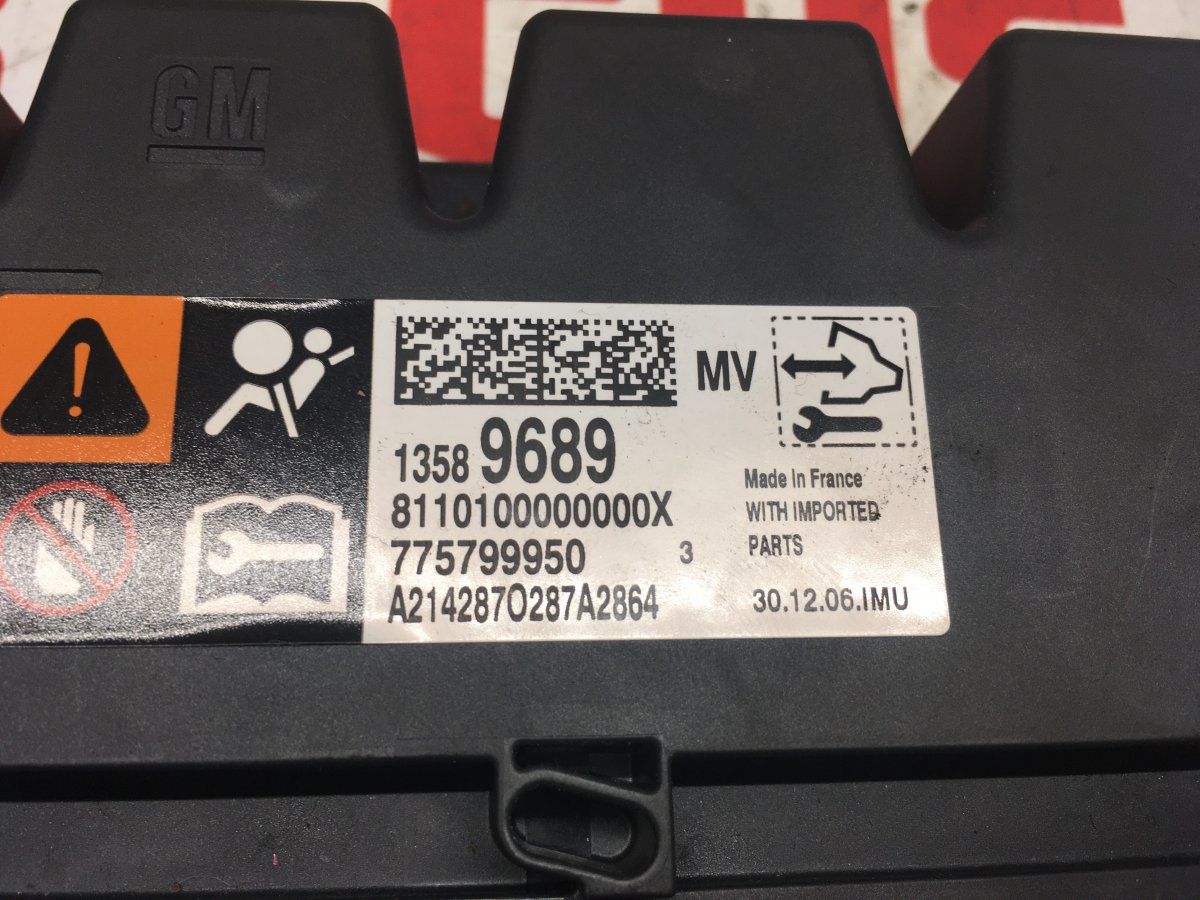 GM
MV
1358 9689
8110100000000X
775799950 3
A2142870287A2864
Made In France
WITH IMPORTED
PARTS
30.12.06.IMU